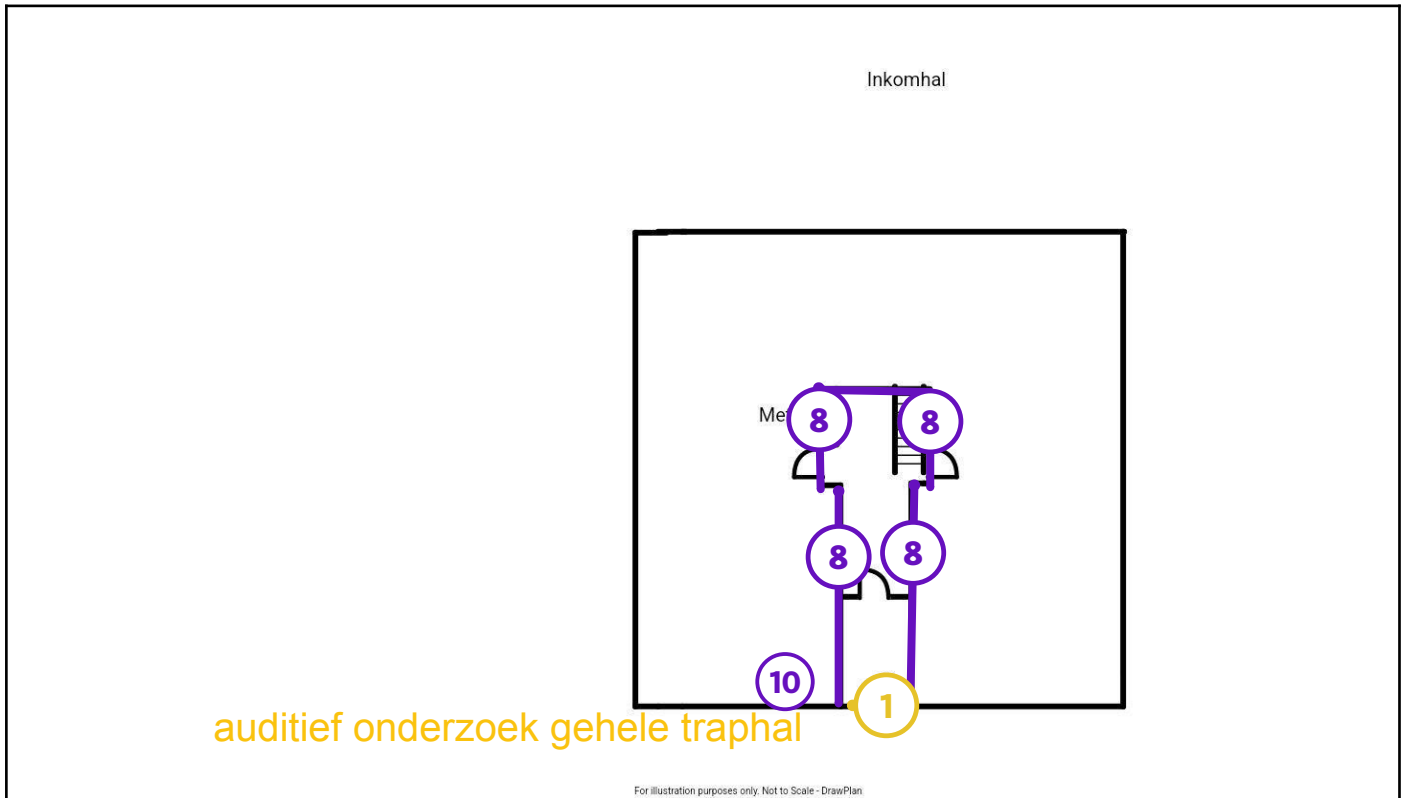 Inkomhal
8
8
8
8
10
1
auditief onderzoek gehele traphal
For illustration purposes only. Not to Scale - DrawPlan